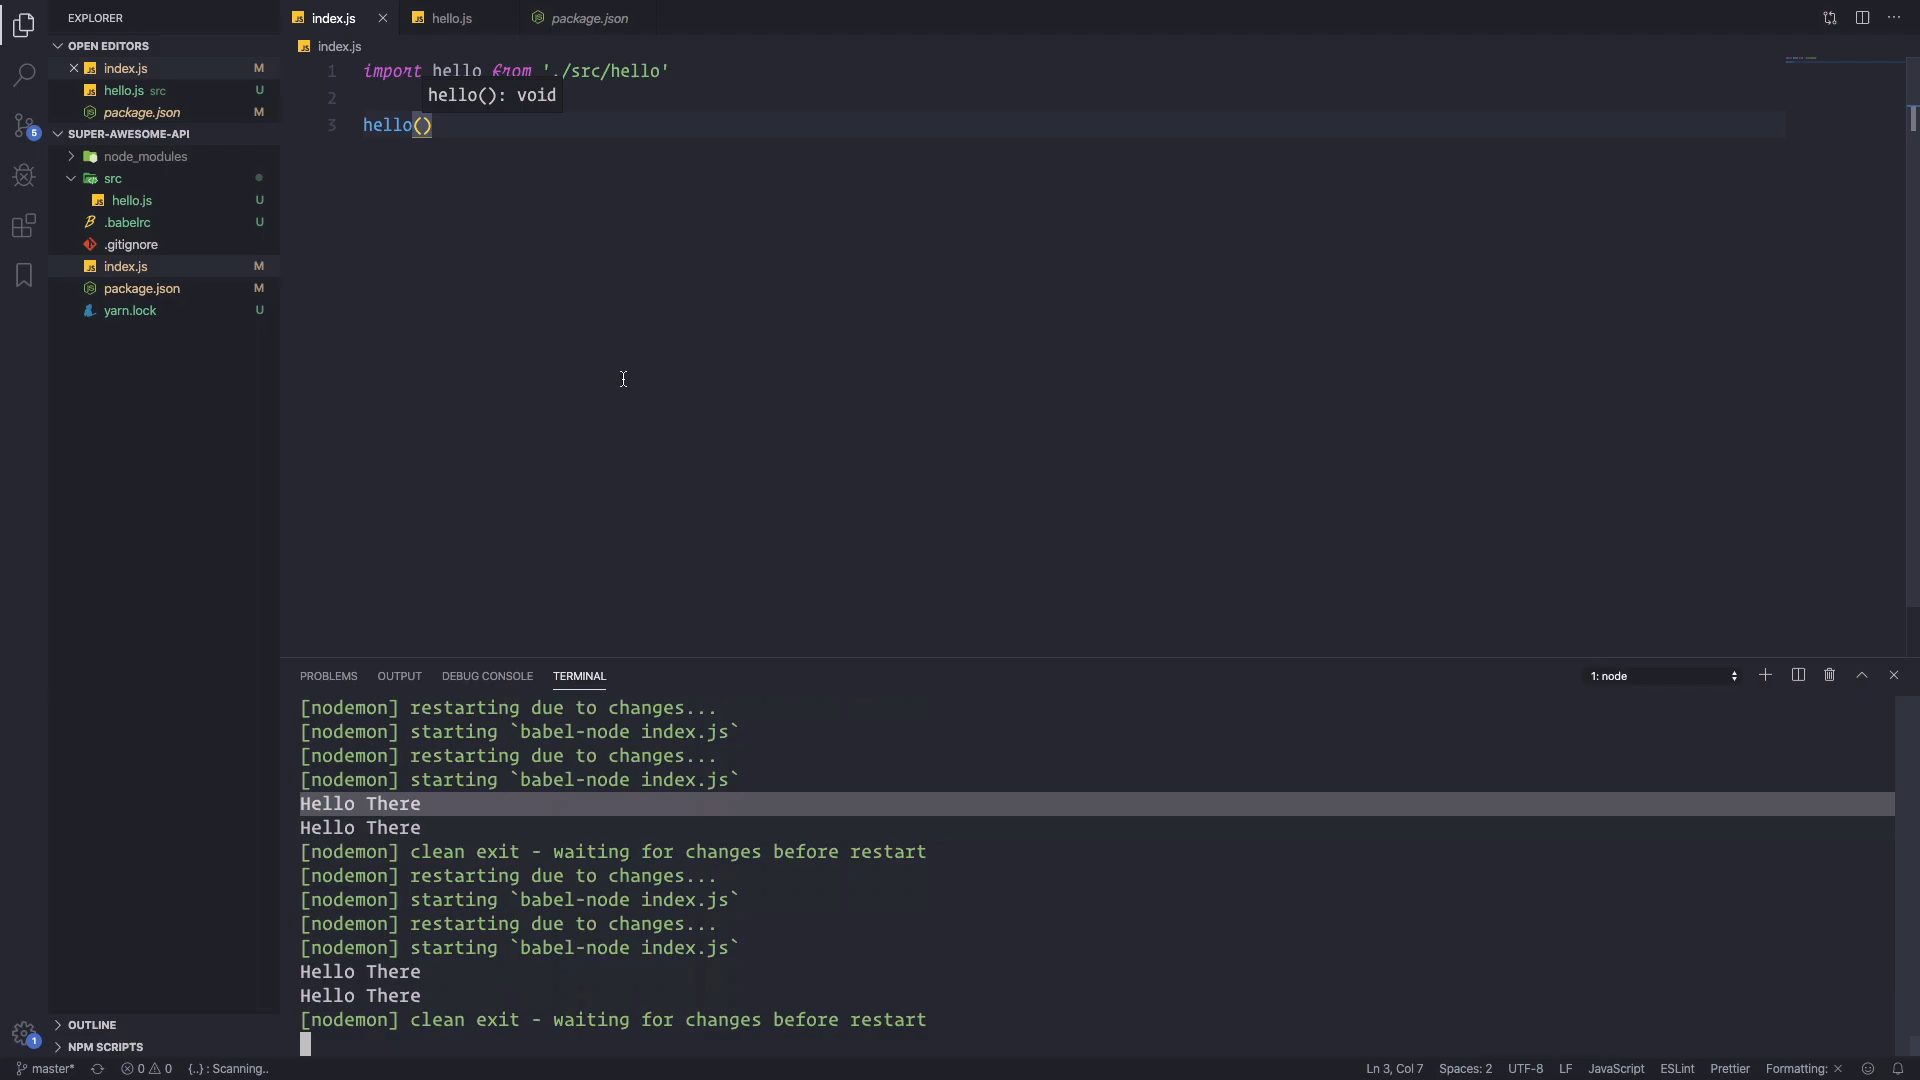 EXPLORER
OPEN EDITORS
index.js M
hello.js src U
package.json M
SUPER-AWESOME-API
node_modules
src
hello.js U
.babelrc U
.gitignore
index.js M
package.json M
yarn.lock U
OUTLINE
NPM SCRIPTS
5
1
index.js
hello.js
package.json
index.js
1 import hello from './src/hello'
hello(): void
2
3 hello()
PROBLEMS OUTPUT DEBUG CONSOLE TERMINAL
1: node
[nodemon] restarting due to changes...
[nodemon] starting `babel-node index.js`
[nodemon] restarting due to changes...
[nodemon] starting `babel-node index.js`
Hello There
Hello There
[nodemon] clean exit - waiting for changes before restart
[nodemon] restarting due to changes...
[nodemon] starting `babel-node index.js`
[nodemon] restarting due to changes...
[nodemon] starting `babel-node index.js`
Hello There
Hello There
[nodemon] clean exit - waiting for changes before restart
master* 0 0 {..} : Scanning..
Ln 3, Col 7 Spaces: 2 UTF-8 LF JavaScript ESLint Prettier Formatting: ×